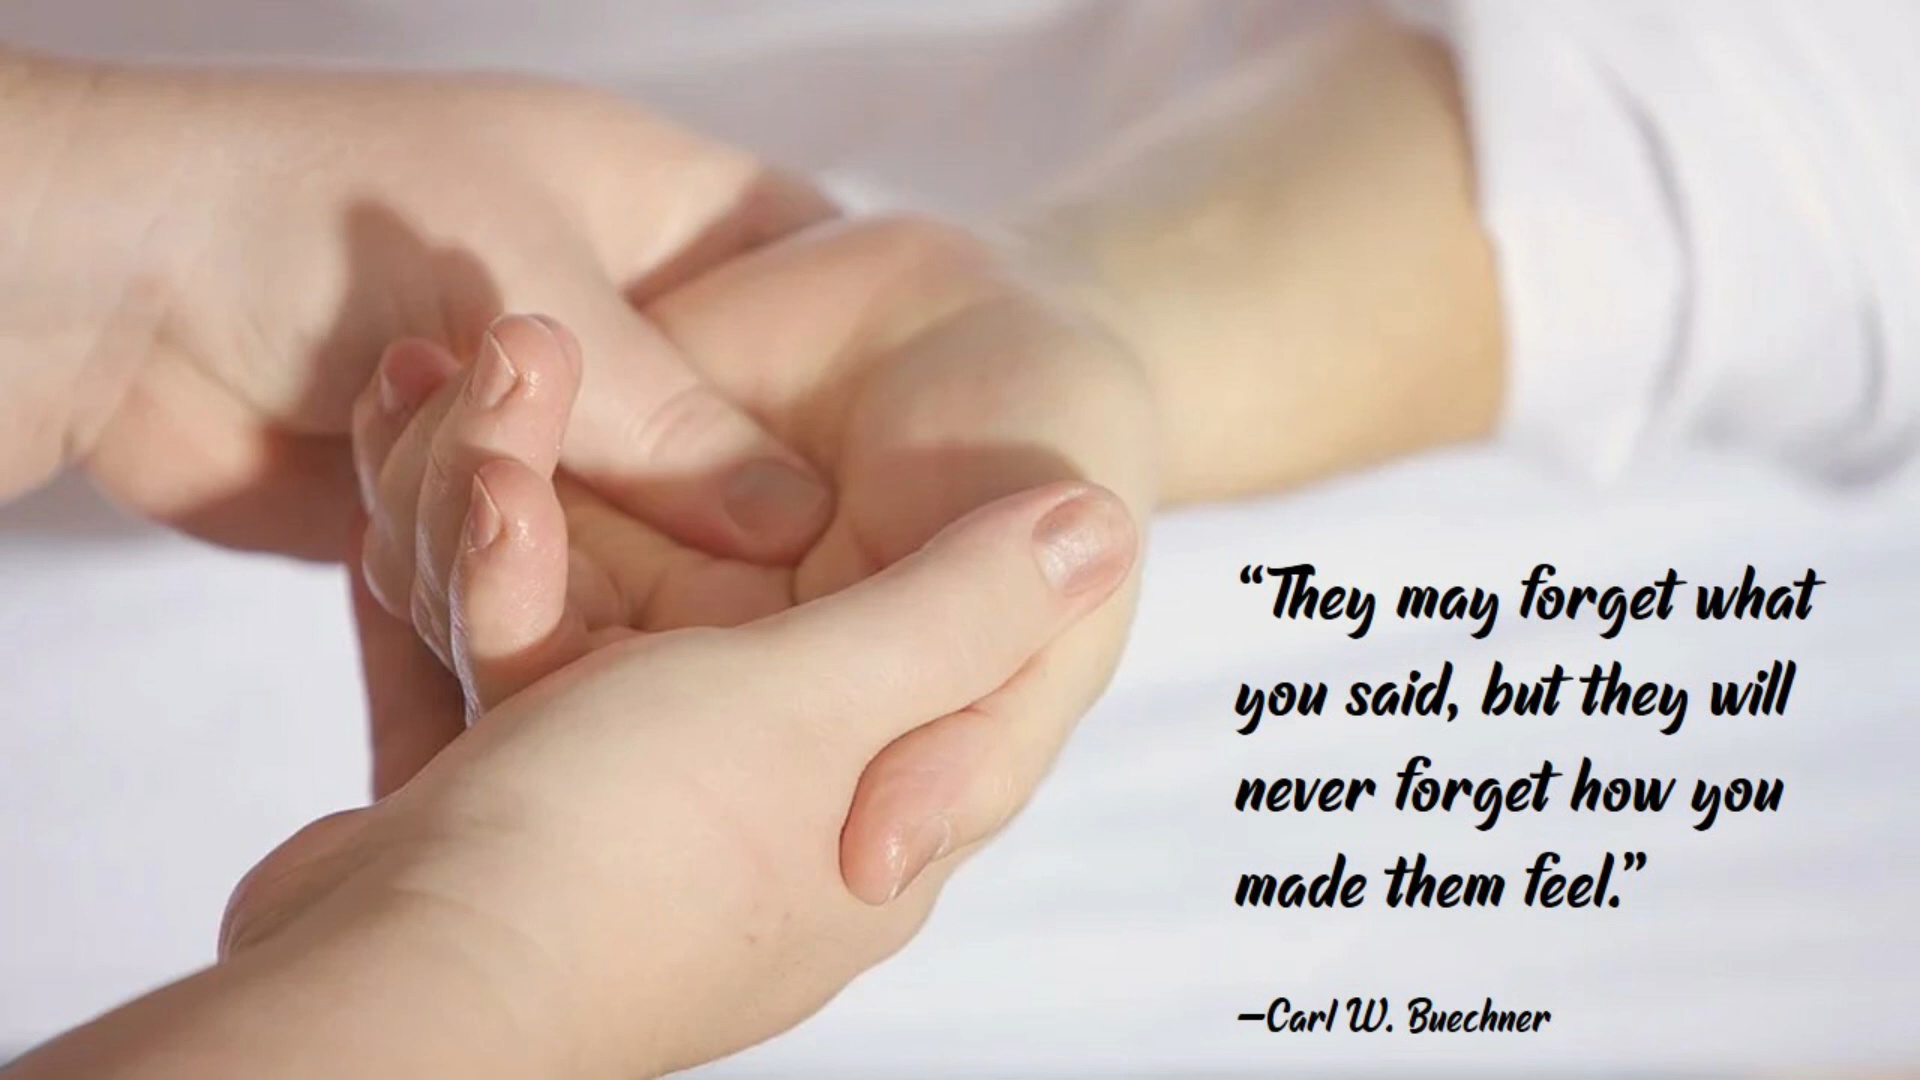 “They may forget what
you said, but they will
never forget how you
made them feel.”
—Carl W. Buechner